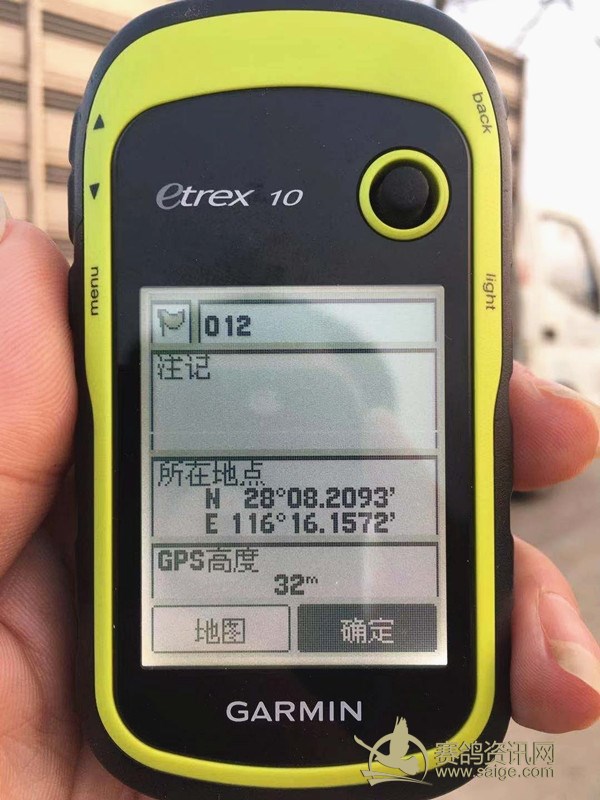 back
etrex 10
menu
light
012
注记
所在地点
N 28°08.2093'
E 116°16.1572'
GPS高度
32m
地图 确定
GARMIN
赛鸽资讯网
www.saige.com